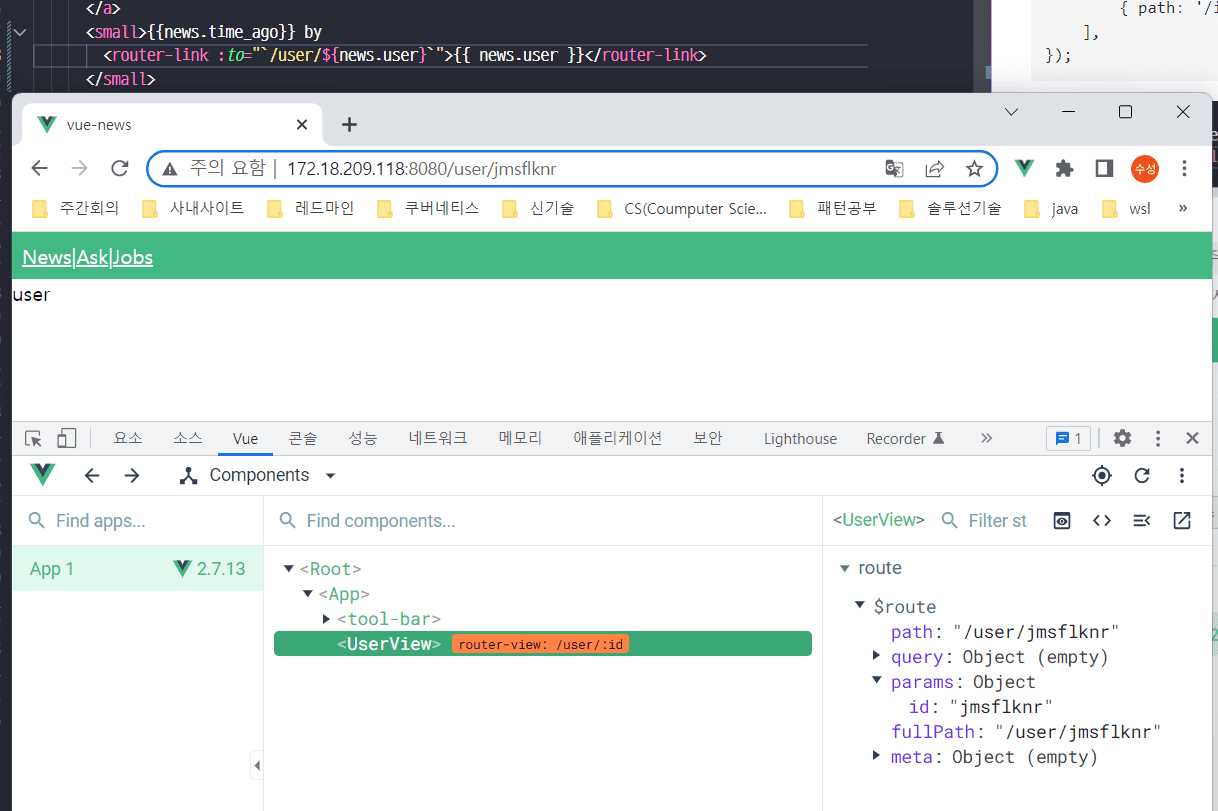 </a>
{ path: '/i
<small>{{news.time_ago}} by
],
<router-link :to="`/user/${news.user}`">{{ news.user }}</router-link>
});
</small>
vue-news
주의 요함 | 172.18.209.118:8080/user/jmsflknr
수성
주간회의 사내사이트 레드마인 쿠버네티스 신기술 CS(Coumputer Scie... 패턴공부 솔루션기술 java wsl »
News|Ask|Jobs
user
요소 소스 Vue 콘솔 성능 네트워크 메모리 애플리케이션 보안 Lighthouse Recorder » 1
Components
Find apps... Find components... <UserView> Filter st
App 1 2.7.13
<Root>
<App>
<tool-bar>
<UserView> router-view: /user/:id
route
$route
path: "/user/jmsflknr"
query: Object (empty)
params: Object
id: "jmsflknr"
fullPath: "/user/jmsflknr"
meta: Object (empty)